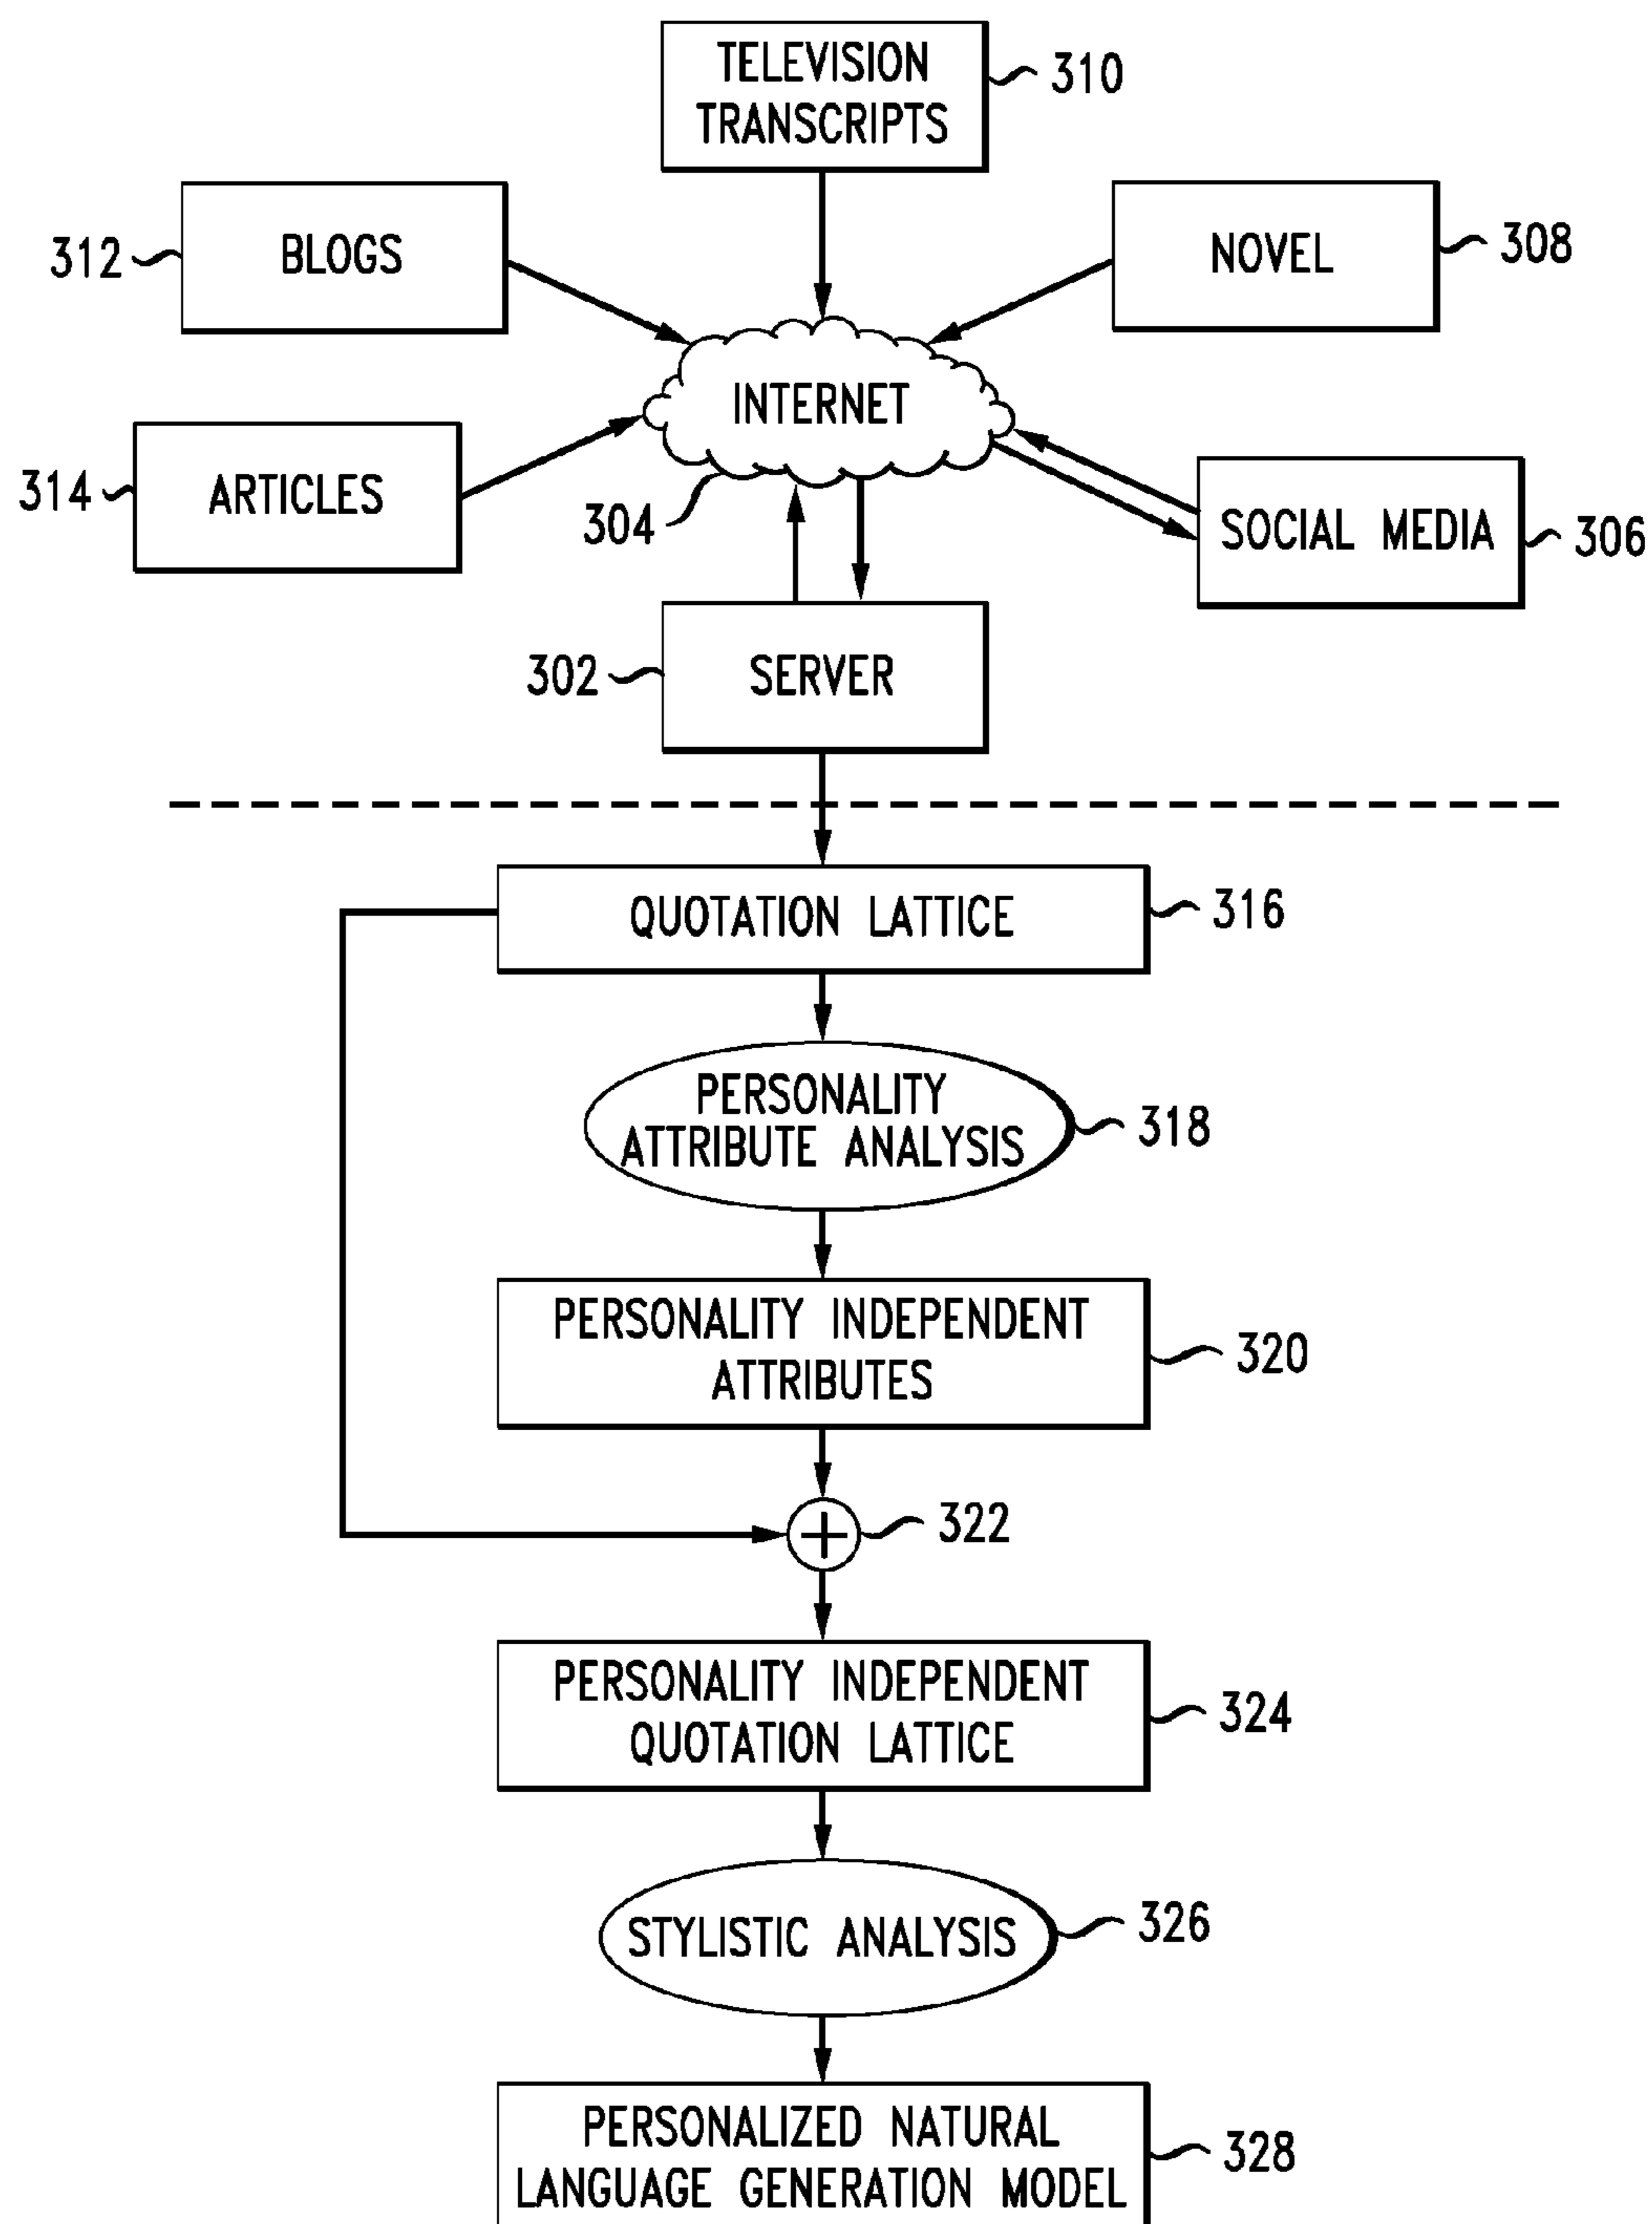 TELEVISION
TRANSCRIPTS
310
BLOGS
312
NOVEL
308
INTERNET
304
ARTICLES
314
SOCIAL MEDIA
306
SERVER
302
QUOTATION LATTICE
316
PERSONALITY
ATTRIBUTE ANALYSIS
318
PERSONALITY INDEPENDENT
ATTRIBUTES
320
+
322
PERSONALITY INDEPENDENT
QUOTATION LATTICE
324
STYLISTIC ANALYSIS
326
PERSONALIZED NATURAL
LANGUAGE GENERATION MODEL
328